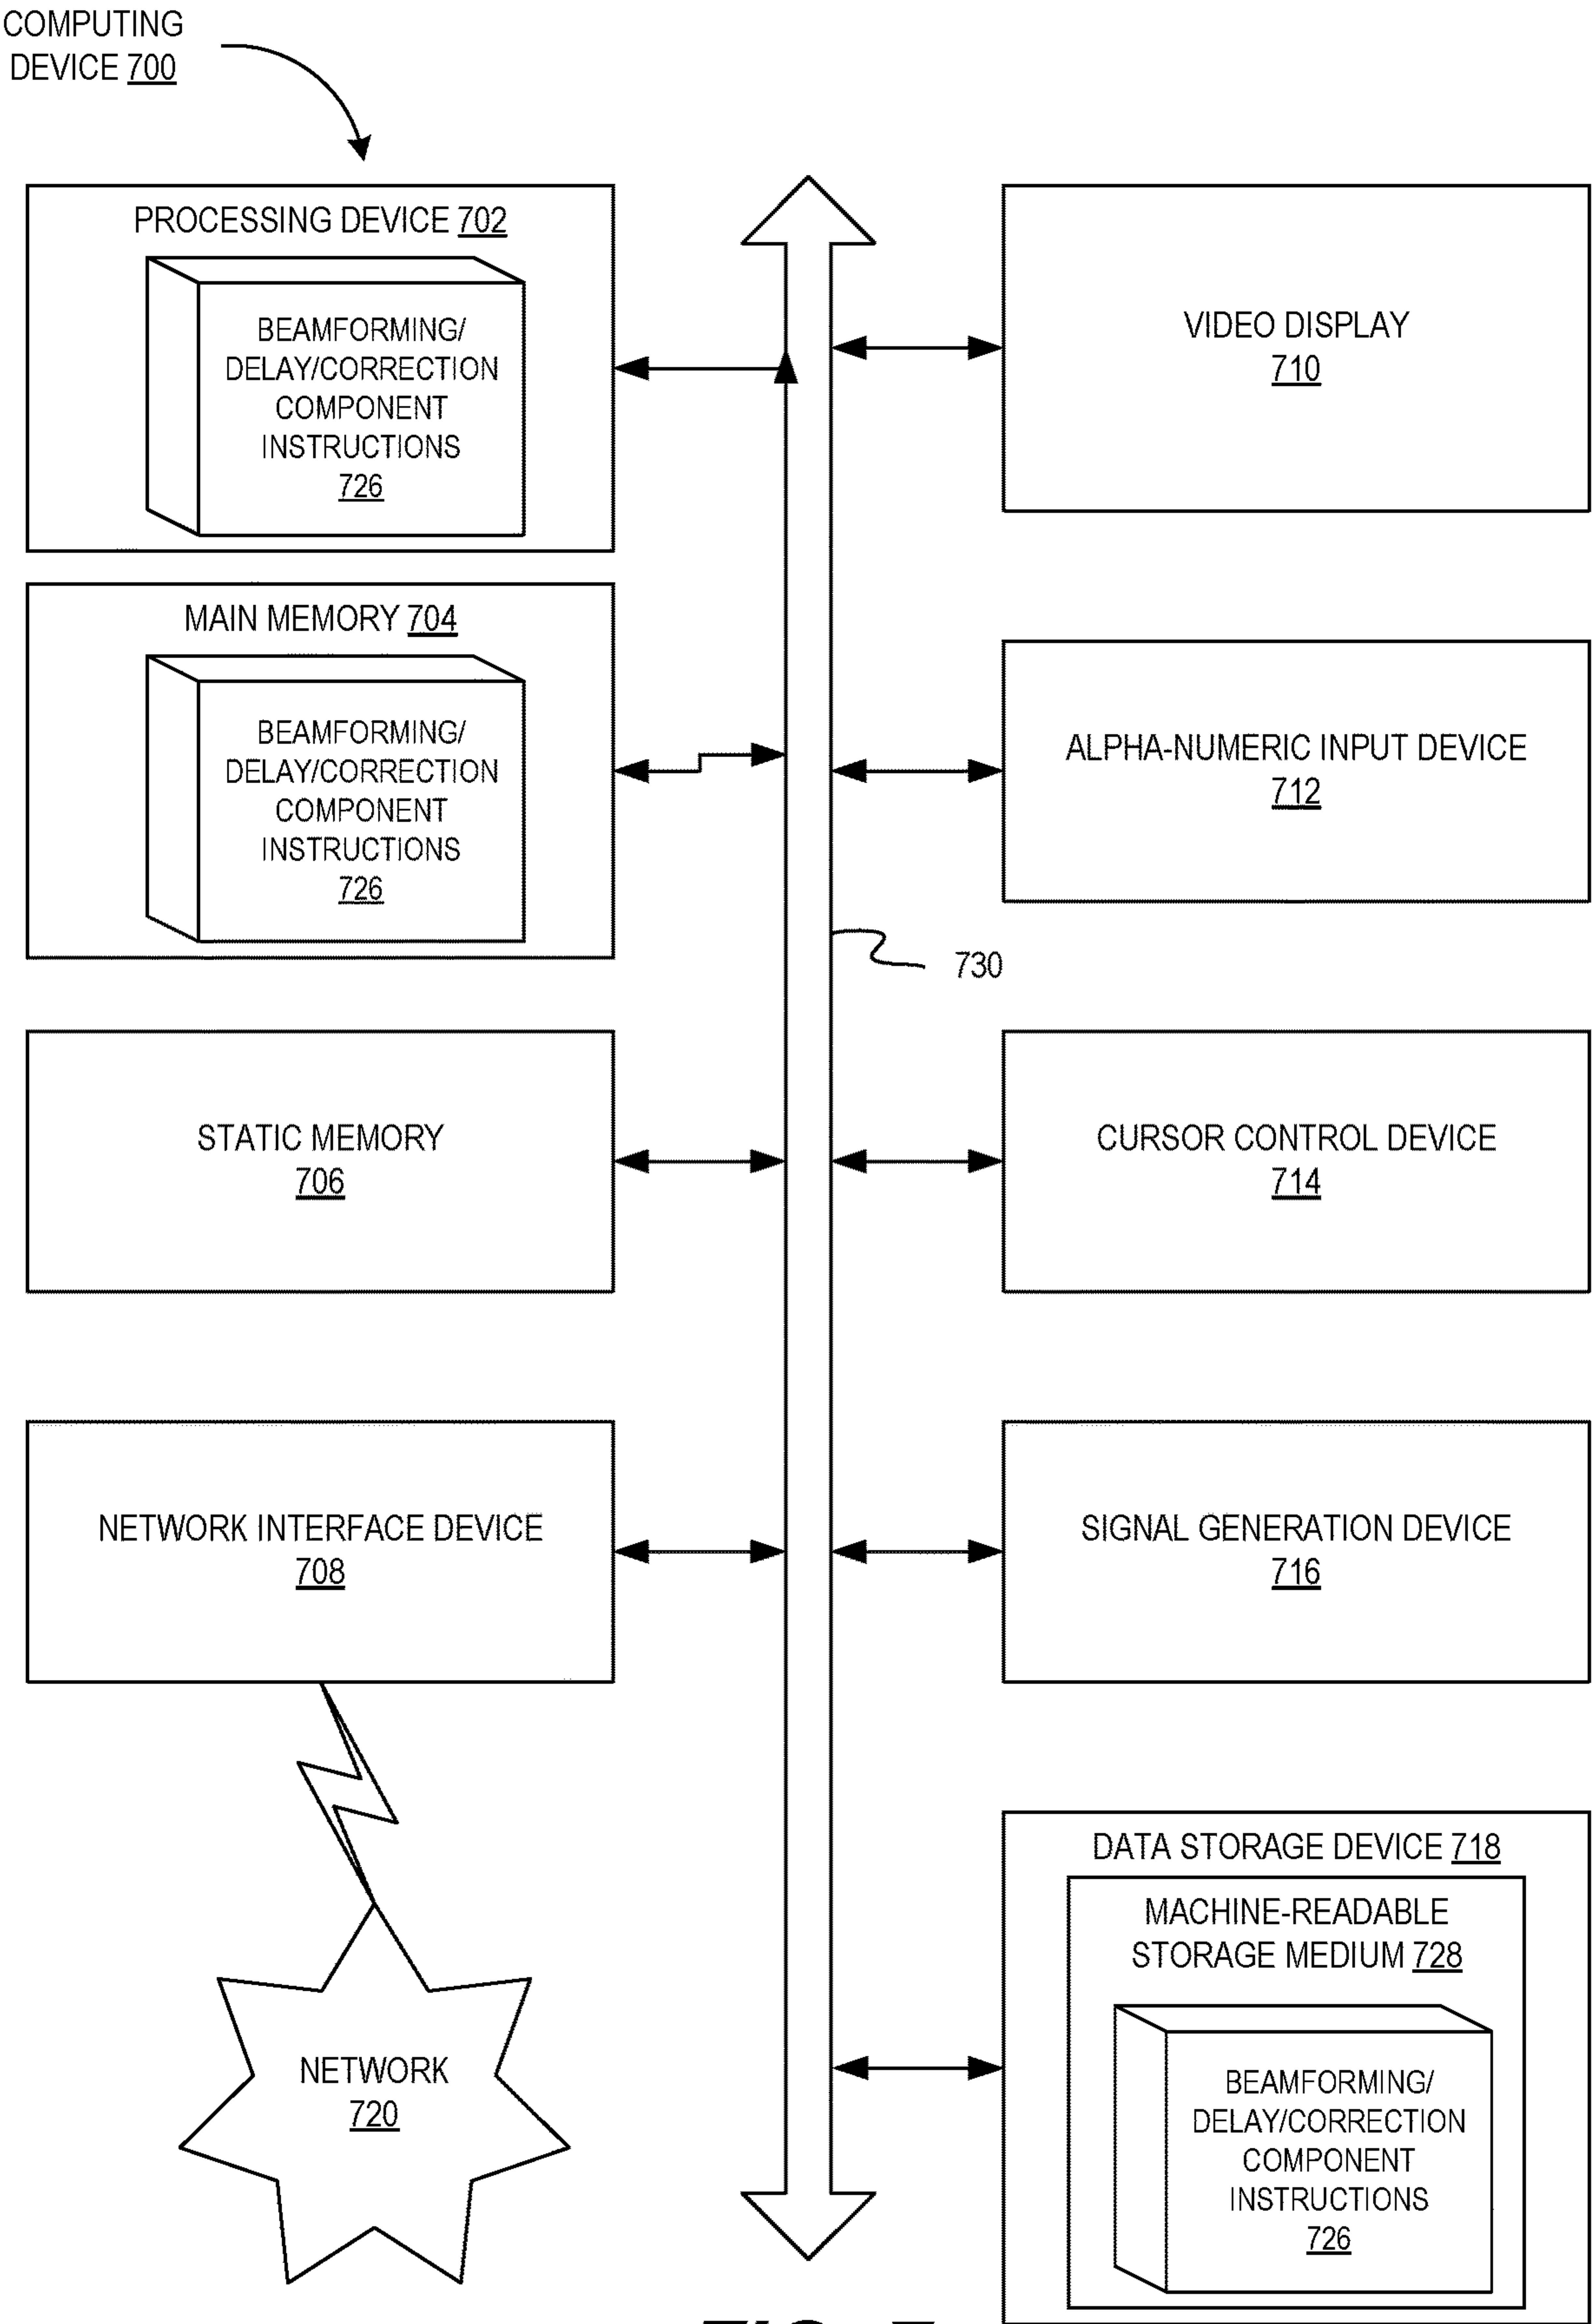 COMPUTING
DEVICE 700
PROCESSING DEVICE 702
BEAMFORMING/
DELAY/CORRECTION
COMPONENT
INSTRUCTIONS
726
VIDEO DISPLAY
710
MAIN MEMORY 704
BEAMFORMING/
DELAY/CORRECTION
COMPONENT
INSTRUCTIONS
726
ALPHA-NUMERIC INPUT DEVICE
712
730
STATIC MEMORY
706
CURSOR CONTROL DEVICE
714
NETWORK INTERFACE DEVICE
708
SIGNAL GENERATION DEVICE
716
DATA STORAGE DEVICE 718
MACHINE-READABLE
STORAGE MEDIUM 728
BEAMFORMING/
DELAY/CORRECTION
COMPONENT
INSTRUCTIONS
726
NETWORK
720